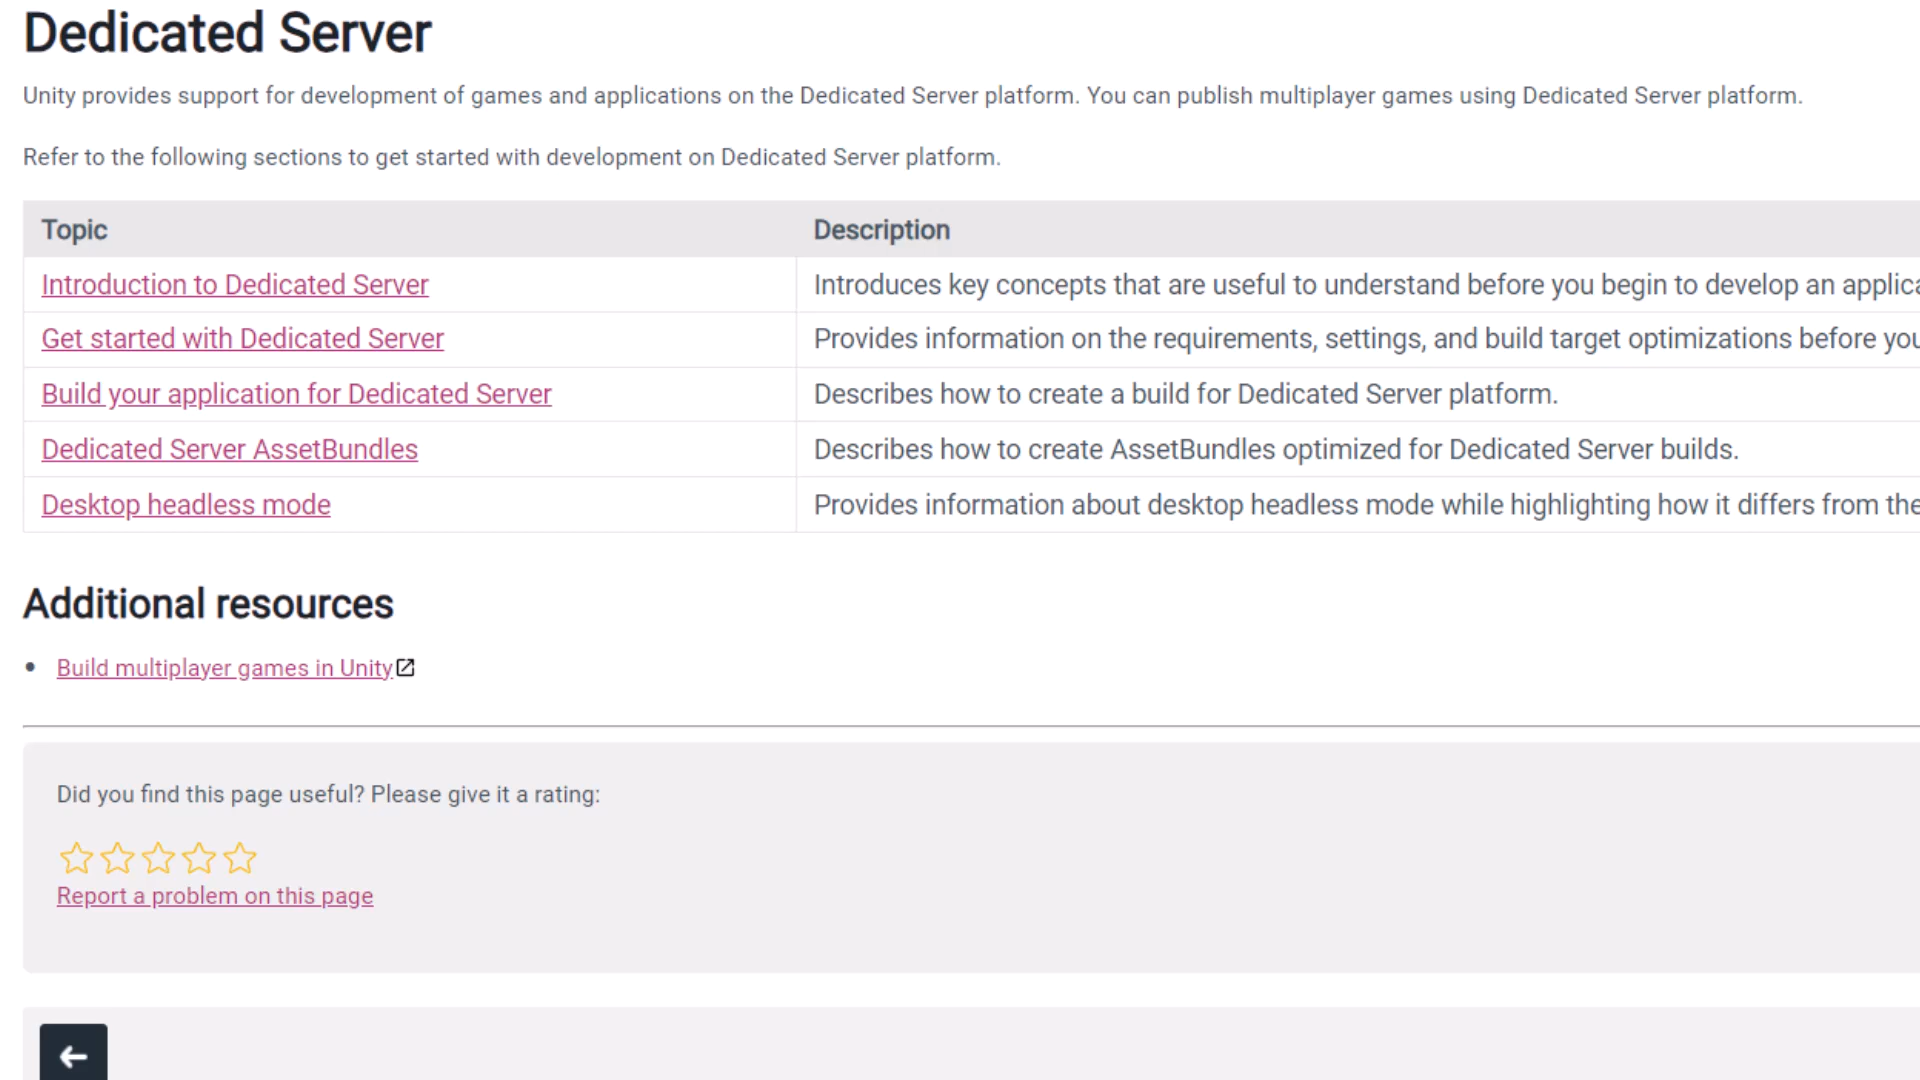 Dedicated Server
Unity provides support for development of games and applications on the Dedicated Server platform. You can publish multiplayer games using Dedicated Server platform.
Refer to the following sections to get started with development on Dedicated Server platform.
Topic Description
Introduction to Dedicated Server Introduces key concepts that are useful to understand before you begin to develop an
Get started with Dedicated Server Provides information on the requirements, settings, and build target optimizations before
Build your application for Dedicated Server Describes how to create a build for Dedicated Server platform.
Dedicated Server AssetBundles Describes how to create AssetBundles optimized for Dedicated Server builds.
Desktop headless mode Provides information about desktop headless mode while highlighting how it differs from the
Additional resources
• Build multiplayer games in Unity
Did you find this page useful? Please give it a rating:
Report a problem on this page